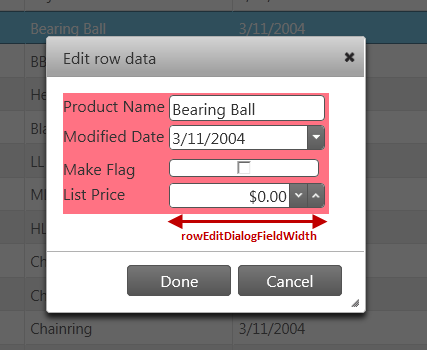 Bearing Ball 3/11/2004
Edit row data
BB
Product Name Bearing Ball
He
Modified Date 3/11/2004
Bla
Make Flag
LL
List Price $0.00
rowEditDialogFieldWidth
HL
Ch
Done Cancel
Ch
Chainring 3/11/2004